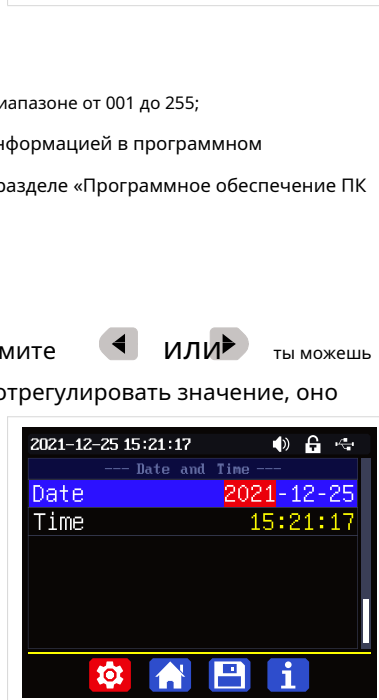 иапазоне от 001 до 255;
нформацией в программном
разделе «Программное обеспечение ПК
мите ИЛИ ты можешь
отрегулировать значение, оно
2021-12-25 15:21:17
--- Date and Time ---
Date 2021-12-25
Time 15:21:17